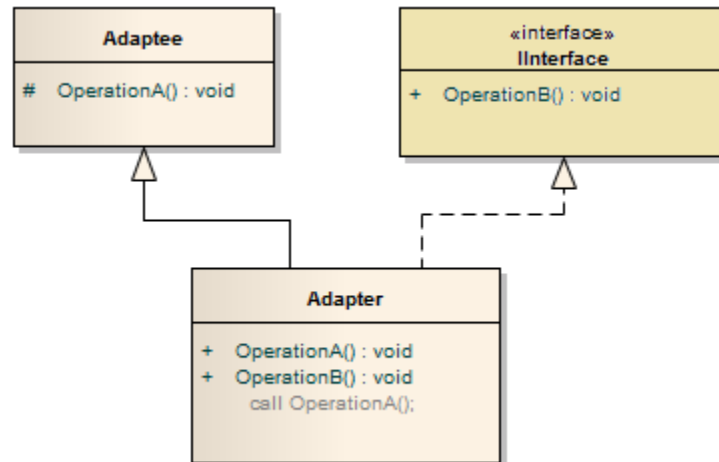 Adaptee
# OperationA() : void
«interface»
IInterface
+ OperationB() : void
Adapter
+ OperationA() : void
+ OperationB() : void
call OperationA();